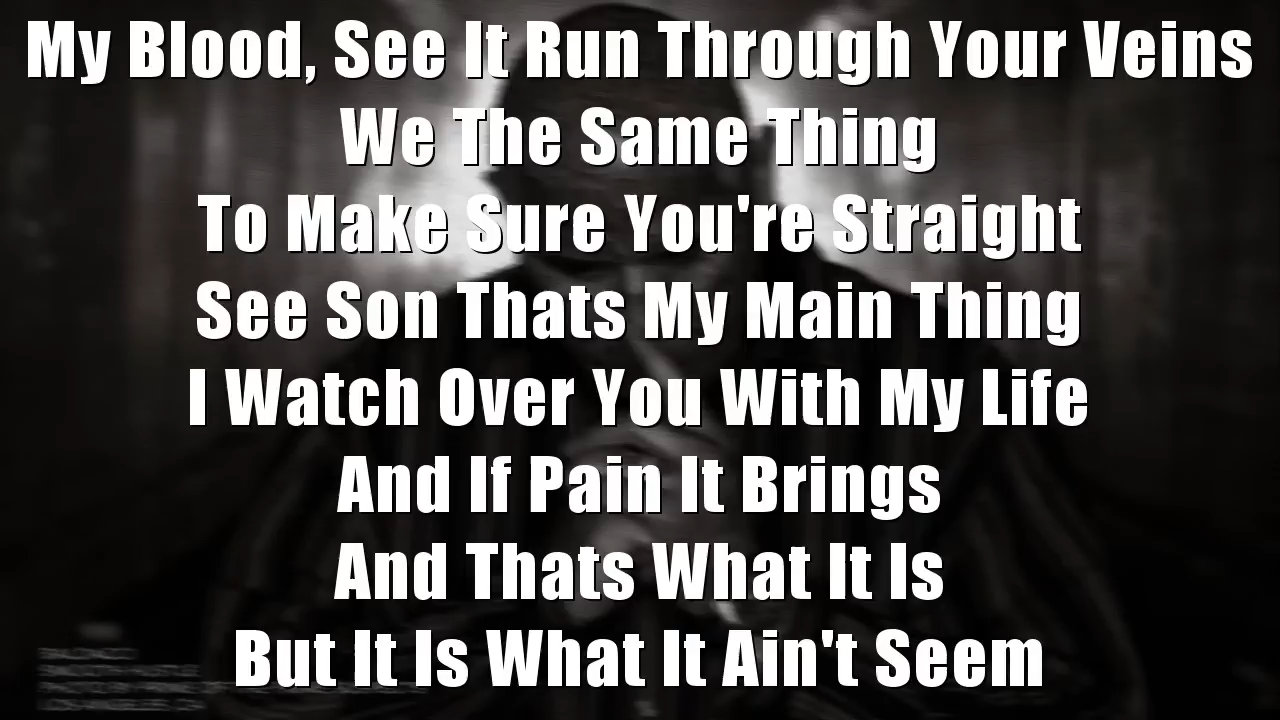 My Blood, See It Run Through Your Veins
We The Same Thing
To Make Sure You're Straight
See Son Thats My Main Thing
I Watch Over You With My Life
And If Pain It Brings
And Thats What It Is
But It Is What It Ain't Seem